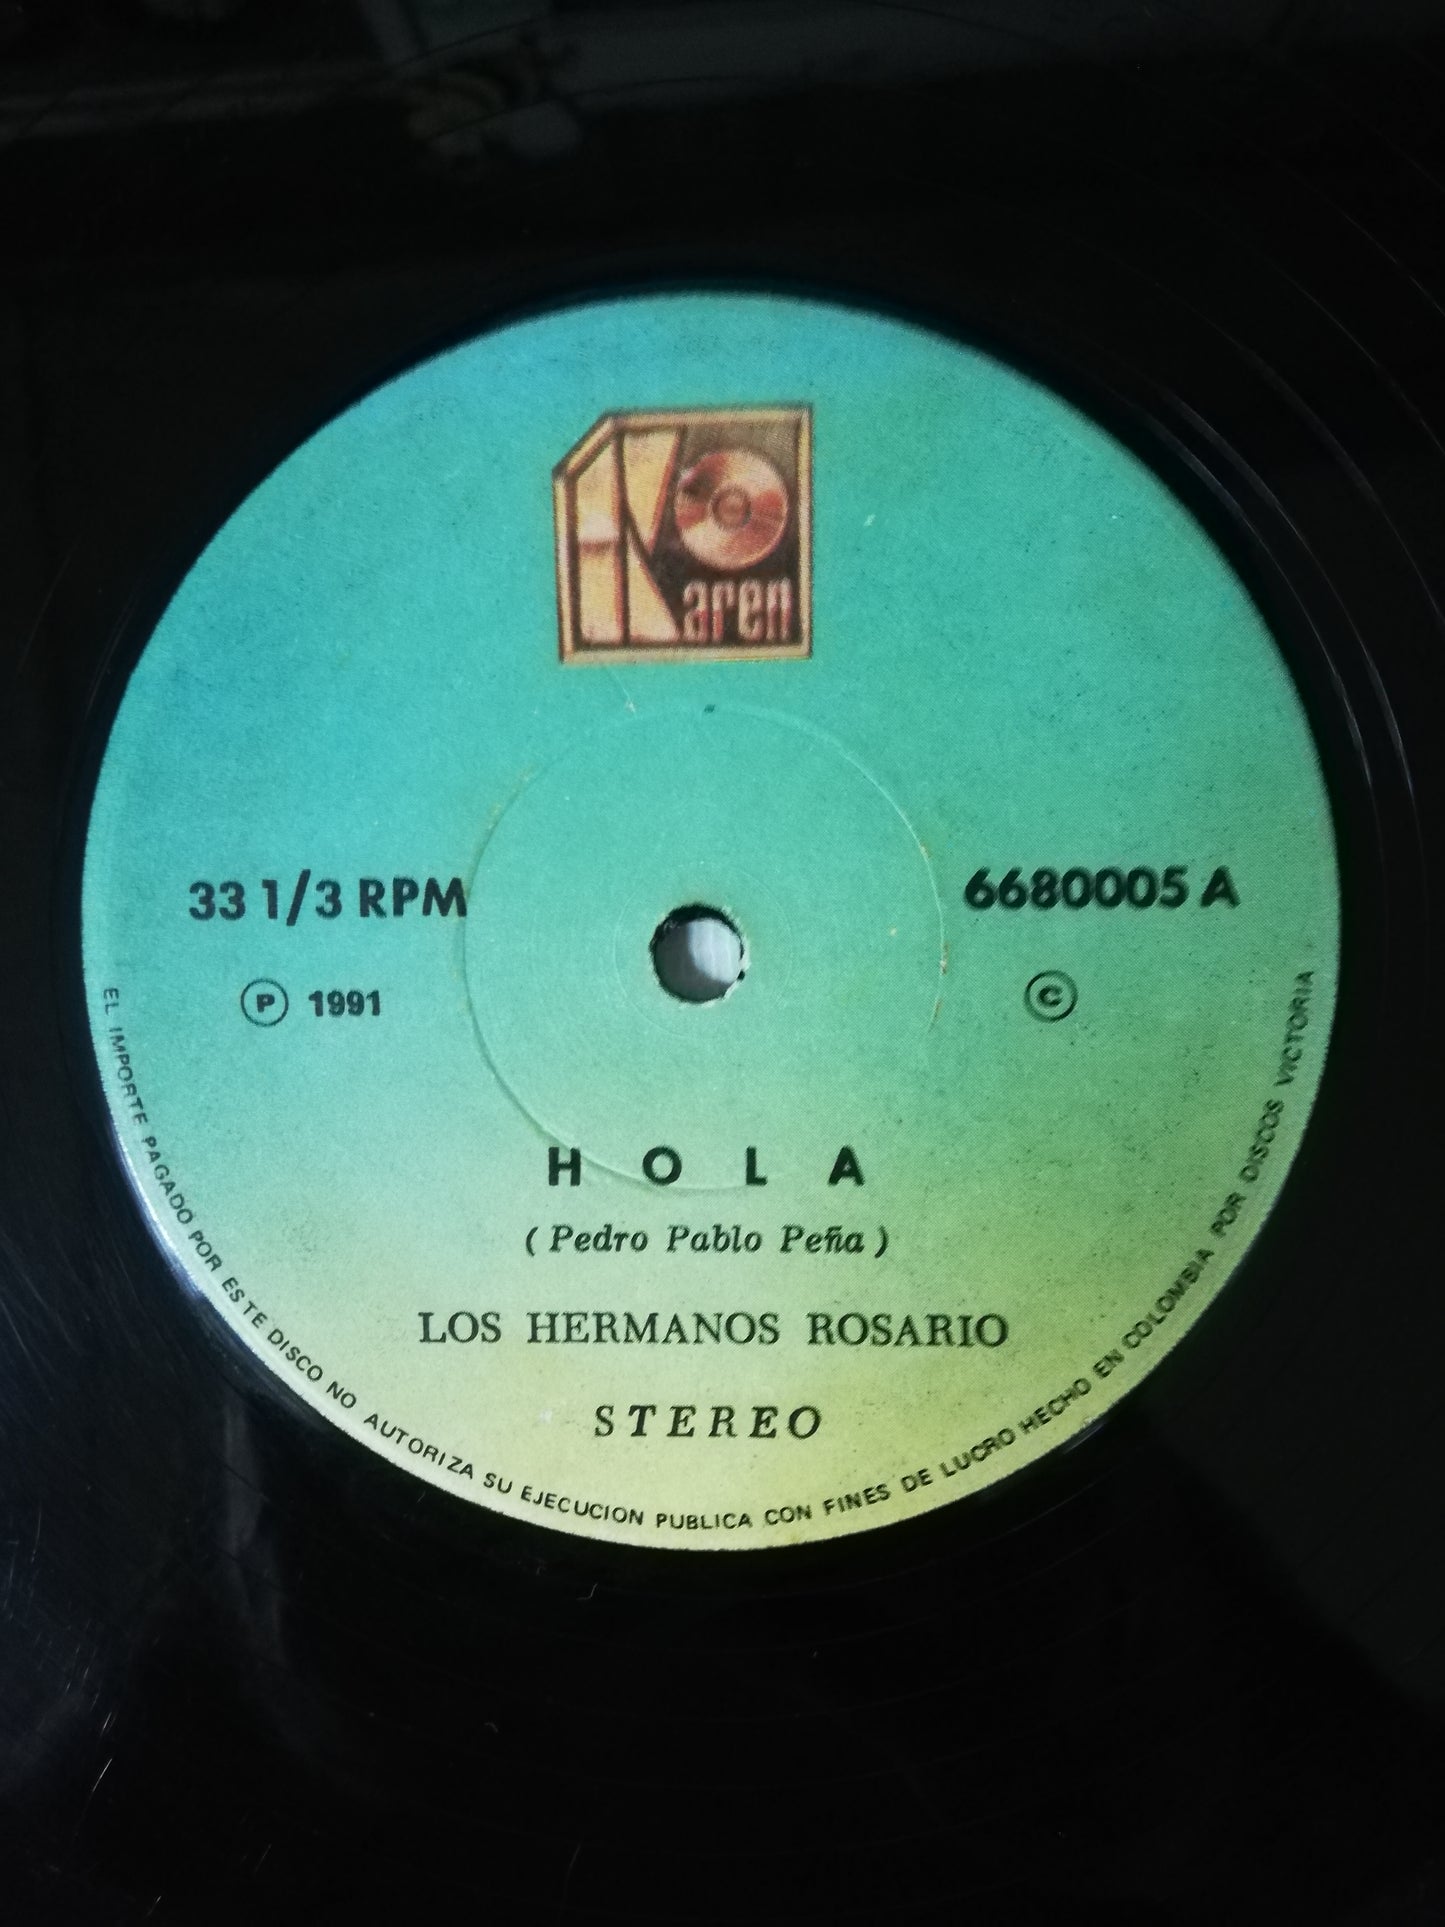 Karen
33 1/3 RPM
6680005 A
Ⓟ 1991
©
HOLA
( Pedro Pablo Peña )
LOS HERMANOS ROSARIO
STEREO
EL IMPORTE PAGADO POR ESTE DISCO NO AUTORIZA SU EJECUCION PUBLICA CON FINES DE LUCRO HECHO EN COLOMBIA POR DISCOS VICTORIA